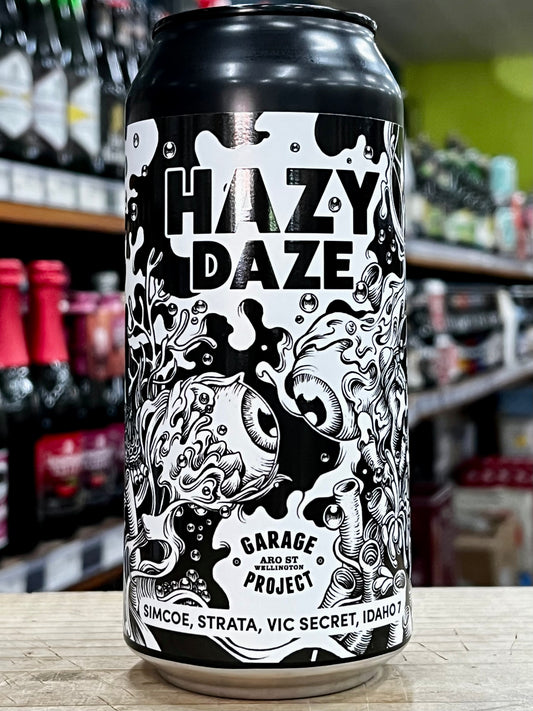 HAZY
DAZE
GARAGE
ARO ST
WELLINGTON
PROJECT
SIMCOE, STRATA, VIC SECRET, IDAHO 7